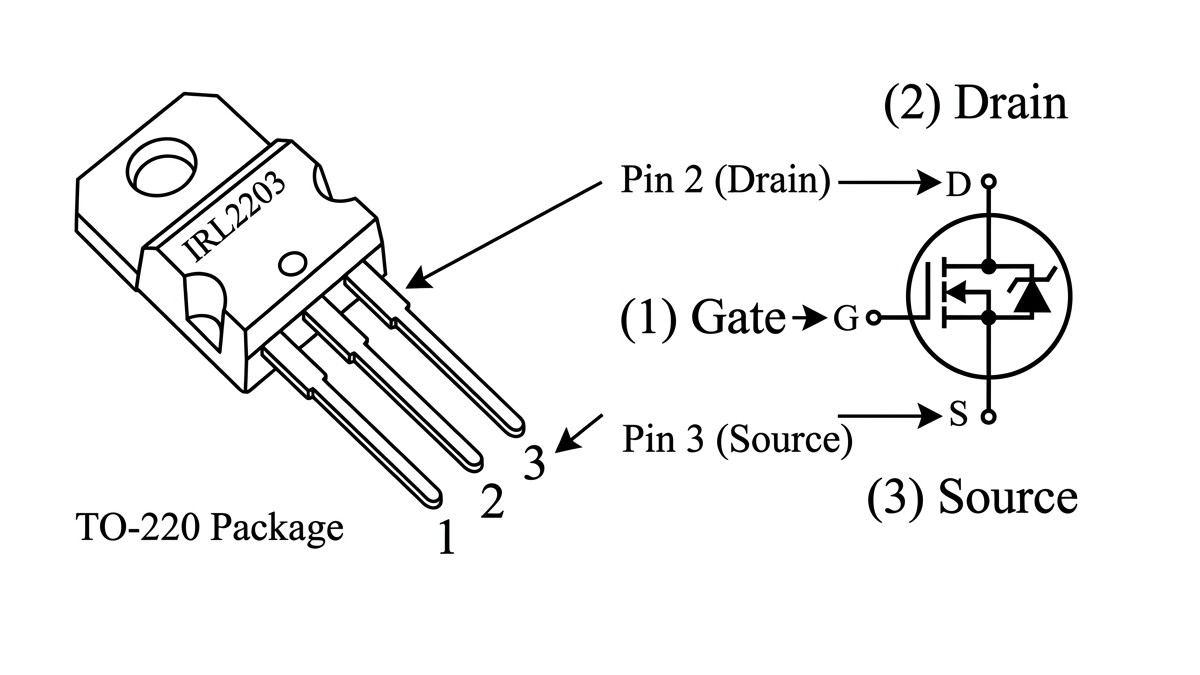 (2) Drain
IRL2203
Pin 2 (Drain)
D
(1) Gate
G
Pin 3 (Source)
S
3
2
1
(3) Source
TO-220 Package